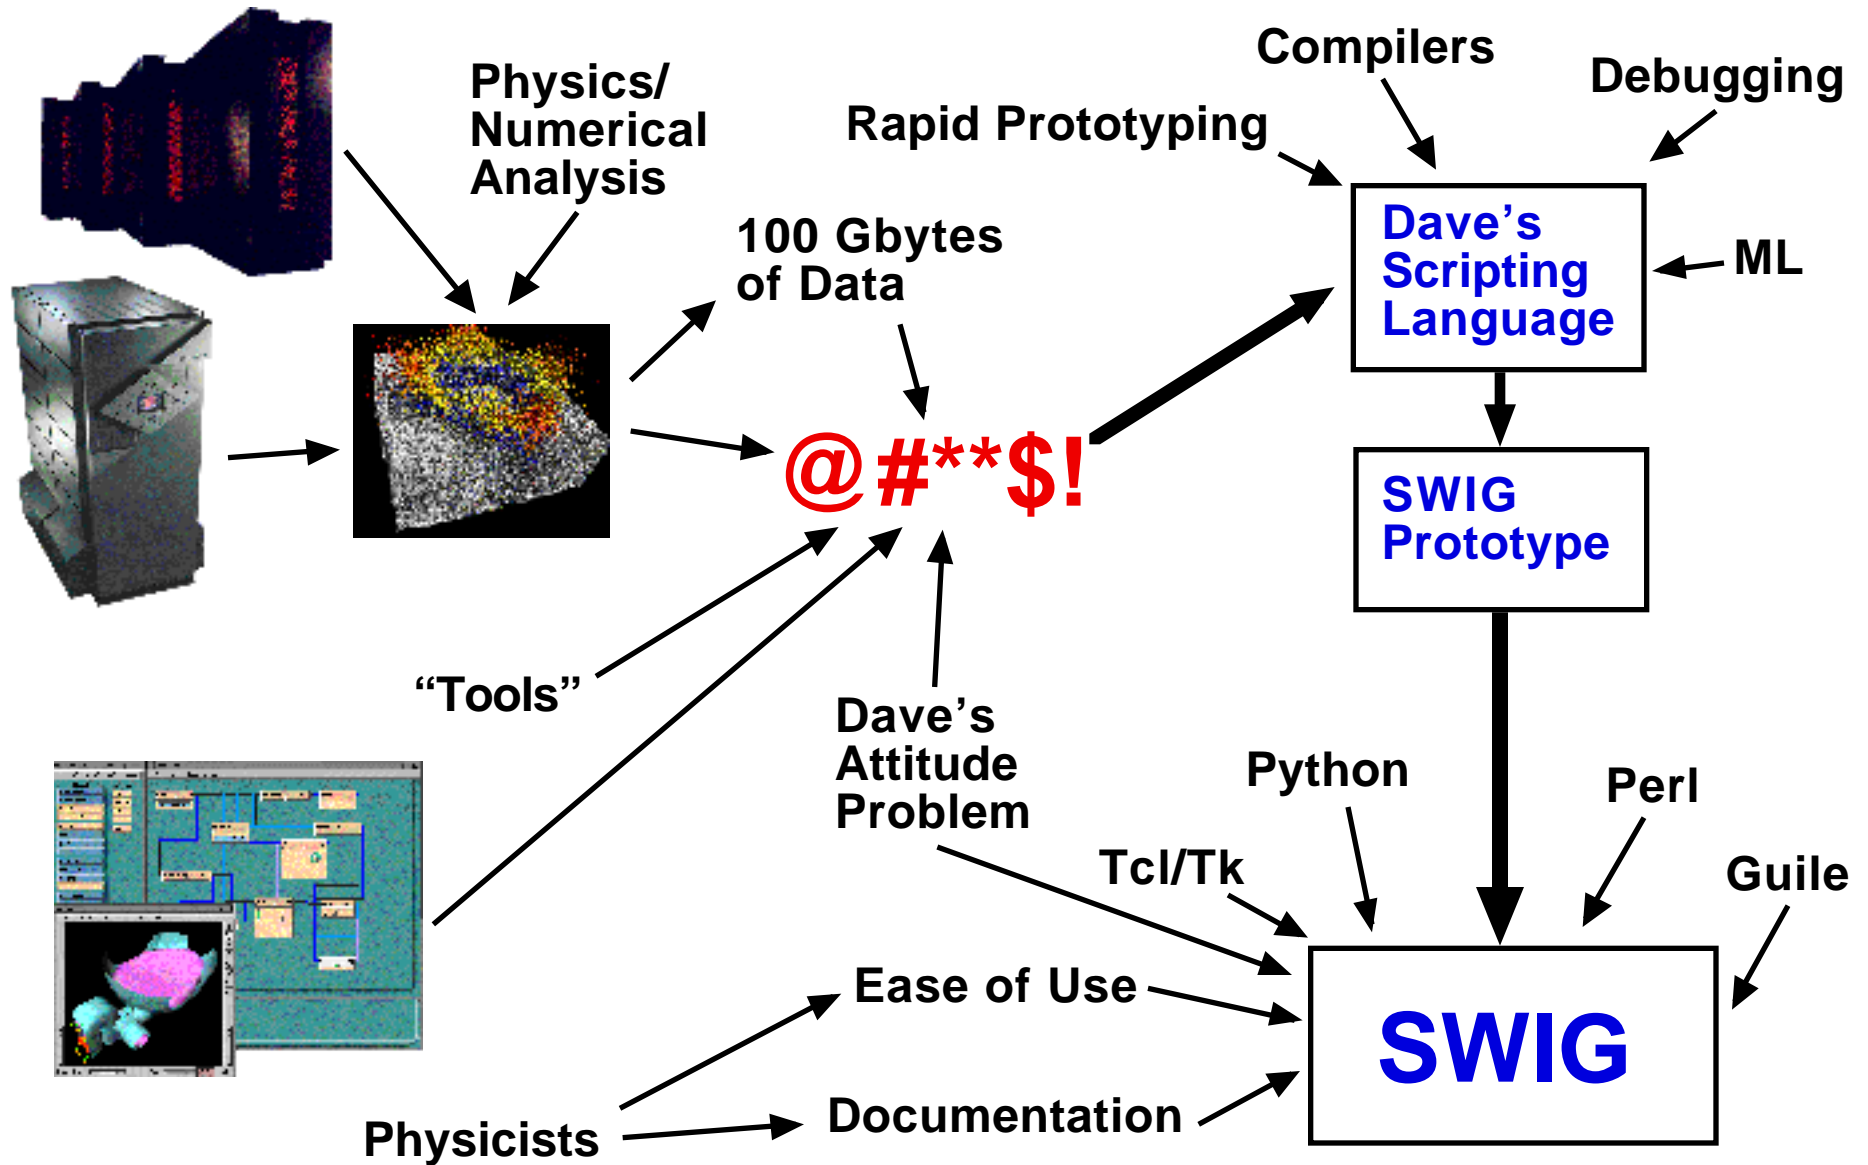 Compilers
Debugging
Physics/
Numerical
Analysis
Rapid Prototyping
100 Gbytes
of Data
Dave’s
Scripting
Language
ML
@#**$!
SWIG
Prototype
“Tools”
Dave’s
Attitude
Problem
Python
Perl
Tcl/Tk
Guile
Ease of Use
SWIG
Documentation
Physicists